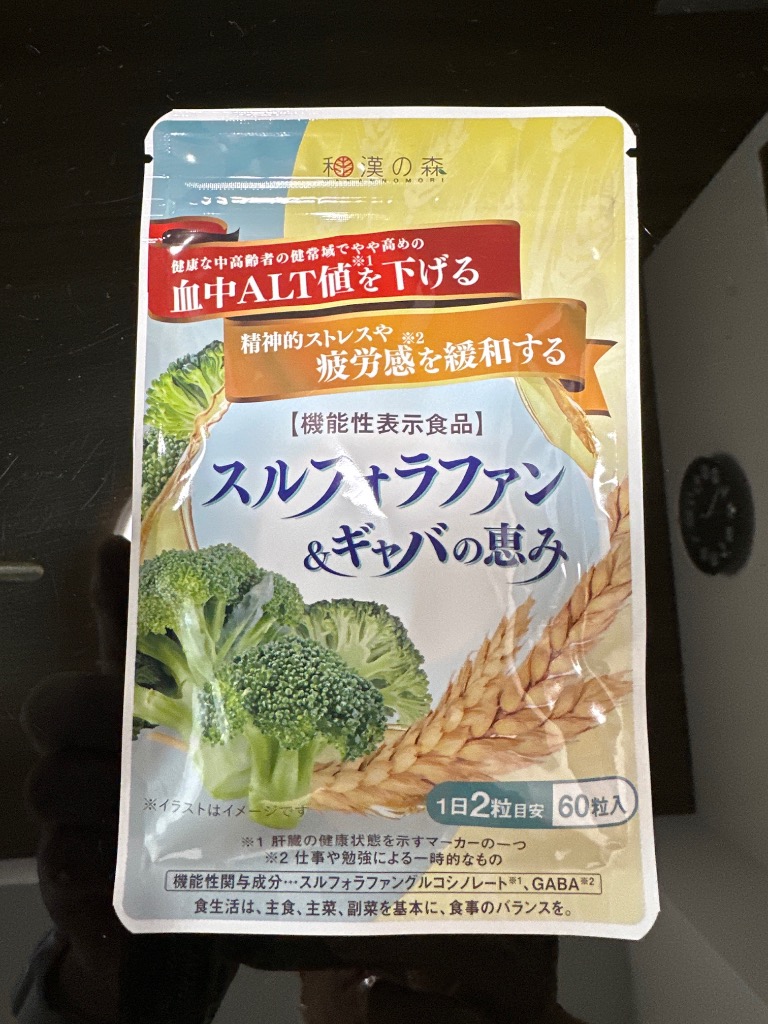 和漢の森
WAKANNOMORI
健康な中高齢者の健常域でやや高めの
血中ALT値※1を下げる
精神的ストレスや
疲労感※2を緩和する
【機能性表示食品】
スルフォラファン
&ギャバの恵み
※イラストはイメージです
1日2粒目安 60粒入
※1 肝臓の健康状態を示すマーカーの一つ
※2 仕事や勉強による一時的なもの
機能性関与成分…スルフォラファングルコシノレート※1、GABA※2
食生活は、主食、主菜、副菜を基本に、食事のバランスを。